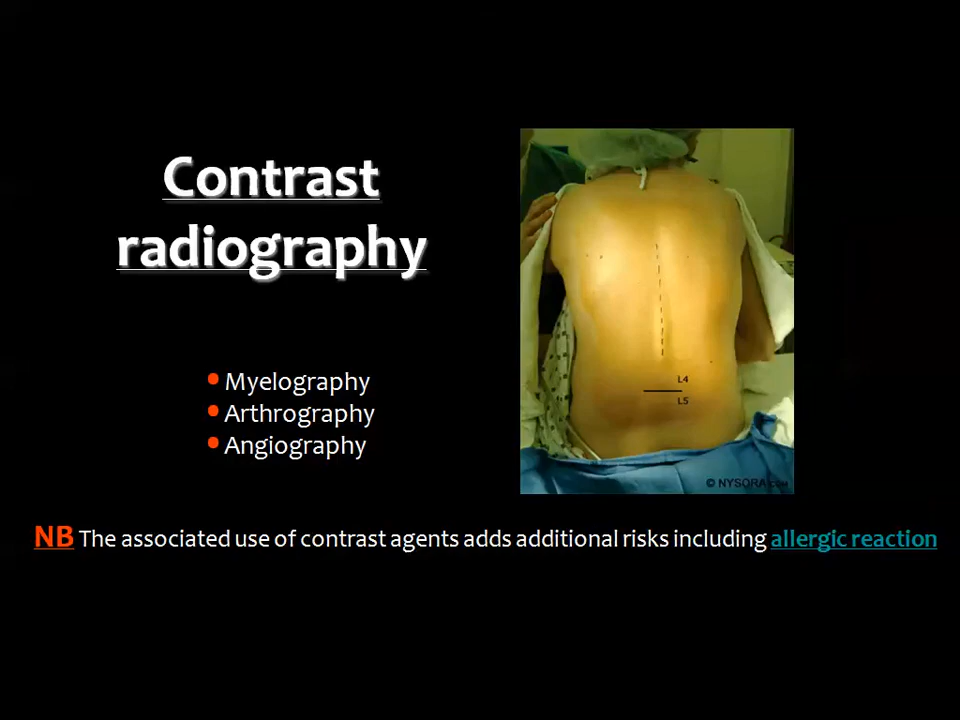 Contrast
radiography
• Myelography
• Arthrography
• Angiography
L4
L5
© NYSORA.COM
NB The associated use of contrast agents adds additional risks including allergic reaction